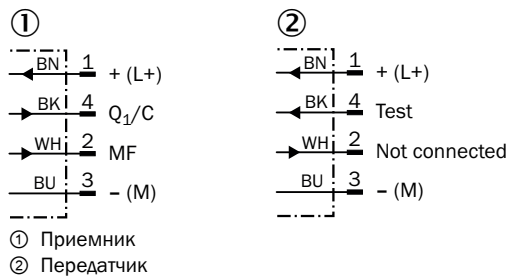 ① ②
BN 1 + (L+) BN 1 + (L+)
BK 4 Q₁/C BK 4 Test
WH 2 MF WH 2 Not connected
BU 3 − (M) BU 3 − (M)
① Приемник
② Передатчик